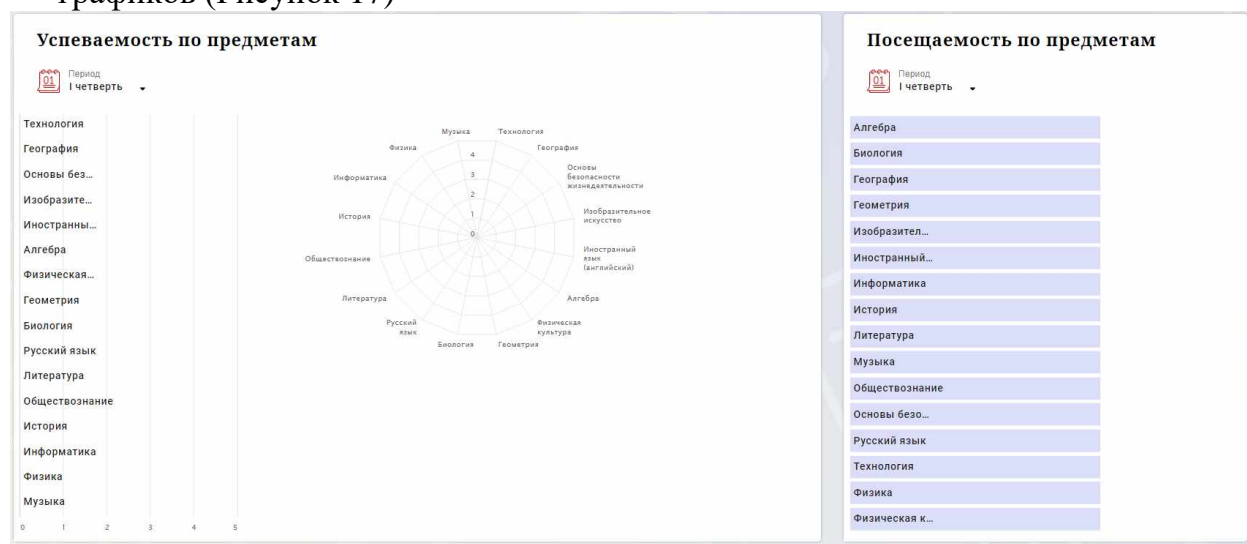 графиков (Рисунок 17)
Успеваемость по предметам
Период
01
I четверть
Технология
География
Основы без...
Изобразите...
Иностранны...
Алгебра
Физическая...
Геометрия
Биология
Русский язык
Литература
Обществознание
История
Информатика
Физика
Музыка
0 1 2 3 4 5
Музыка
Технология
География
Основы
безопасности
жизнедеятельности
Изобразительное
искусство
Иностранный
язык
(английский)
Алгебра
Физическая
культура
Геометрия
Биология
Русский
язык
Литература
Обществознание
История
Информатика
Физика
4
3
2
1
0
Посещаемость по предметам
Период
01
I четверть
Алгебра
Биология
География
Геометрия
Изобразител...
Иностранный...
Информатика
История
Литература
Музыка
Обществознание
Основы безо...
Русский язык
Технология
Физика
Физическая к...